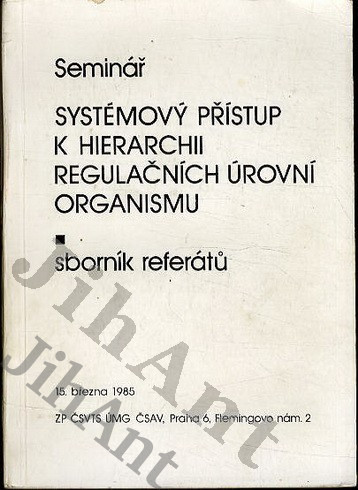 Seminář
SYSTÉMOVÝ PŘÍSTUP
K HIERARCHII
REGULAČNÍCH ÚROVNÍ
ORGANISMU
sborník referátů
15. března 1985
ZP ČSVTS ÚMG ČSAV, Praha 6, Flemingovo nám. 2
JihAnt
JihAnt